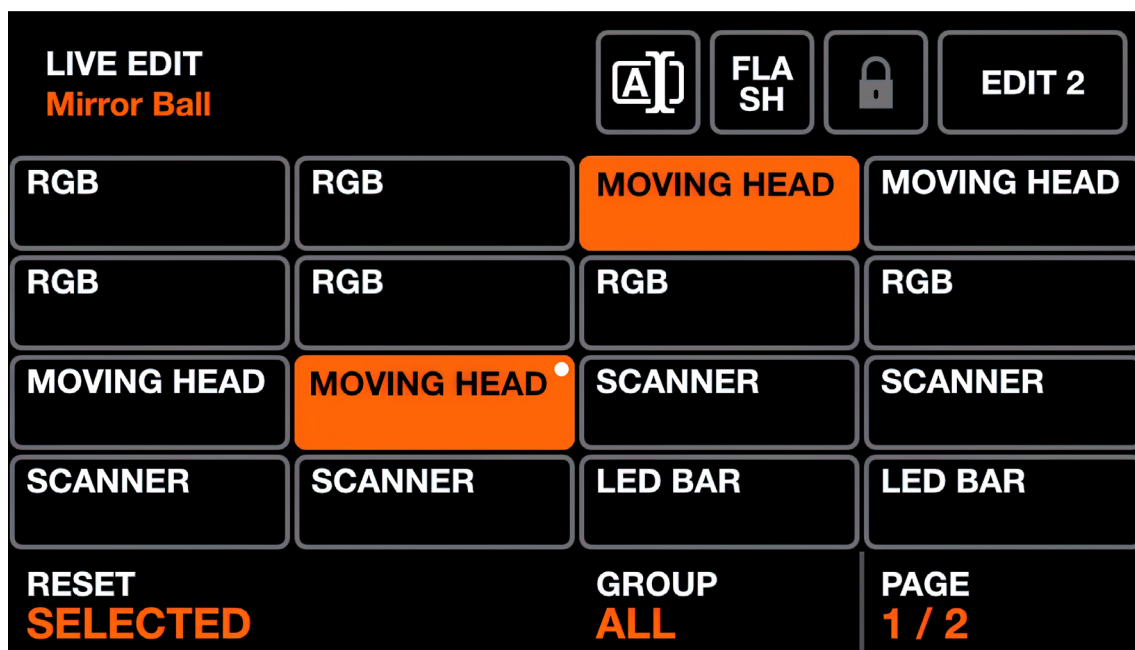 LIVE EDIT
Mirror Ball
A
FLA
SH
EDIT 2
RGB
RGB
MOVING HEAD
MOVING HEAD
RGB
RGB
RGB
RGB
MOVING HEAD
MOVING HEAD
SCANNER
SCANNER
SCANNER
SCANNER
LED BAR
LED BAR
RESET
SELECTED
GROUP
ALL
PAGE
1 / 2